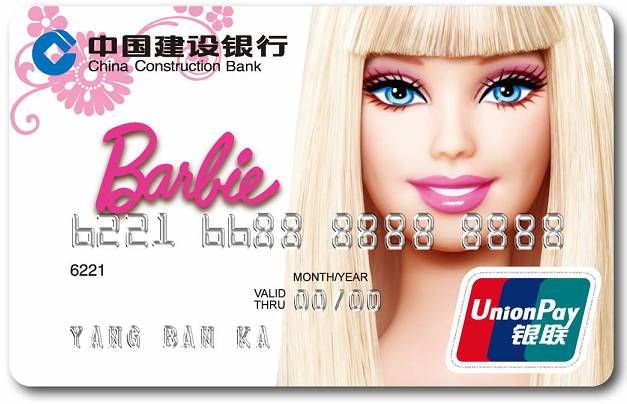 中国建设银行
China Construction Bank
Barbie
6221 6688 8888 8888
6221
MONTH/YEAR
VALID THRU 00/00
YANG BAN KA
UnionPay
银联